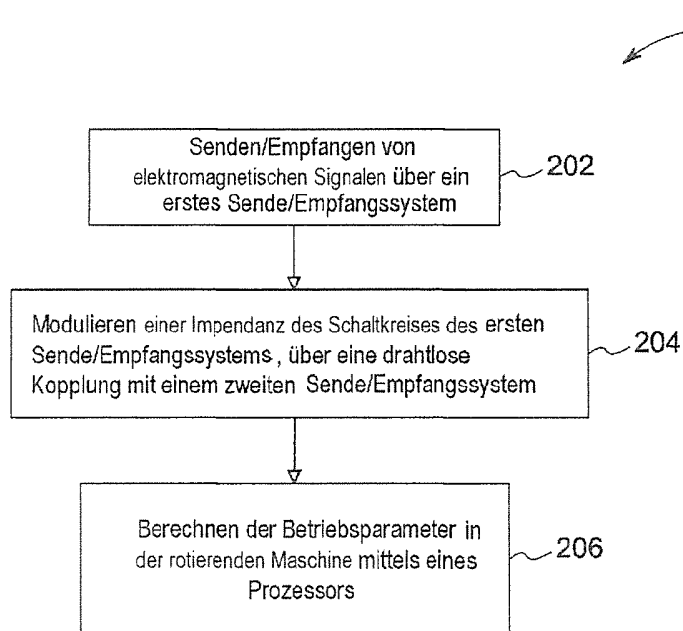 Senden/Empfangen von
elektromagnetischen Signalen über ein
erstes Sende/Empfangssystem
202
Modulieren einer Impendanz des Schaltkreises des ersten
Sende/Empfangssystems, über eine drahtlose
Kopplung mit einem zweiten Sende/Empfangssystem
204
Berechnen der Betriebsparameter in
der rotierenden Maschine mittels eines
Prozessors
206